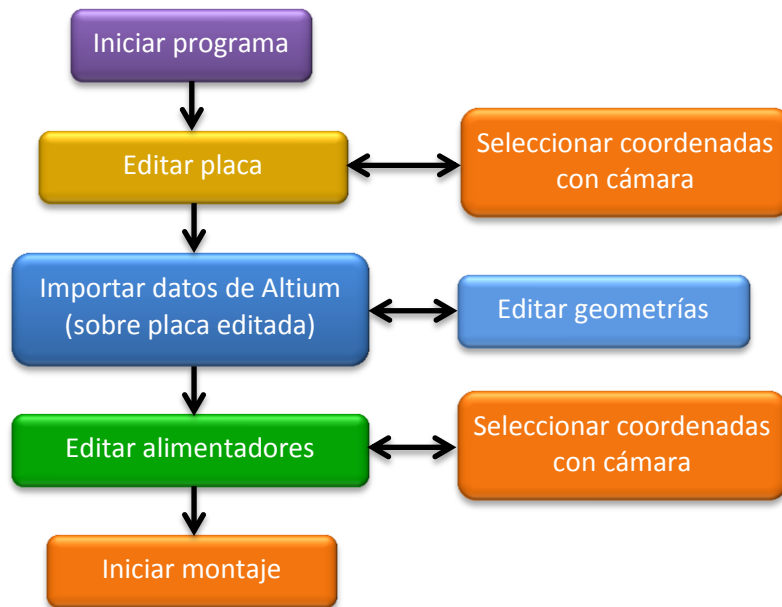 Iniciar programa
Editar placa
Seleccionar coordenadas
con cámara
Importar datos de Altium
(sobre placa editada)
Editar geometrías
Editar alimentadores
Seleccionar coordenadas
con cámara
Iniciar montaje